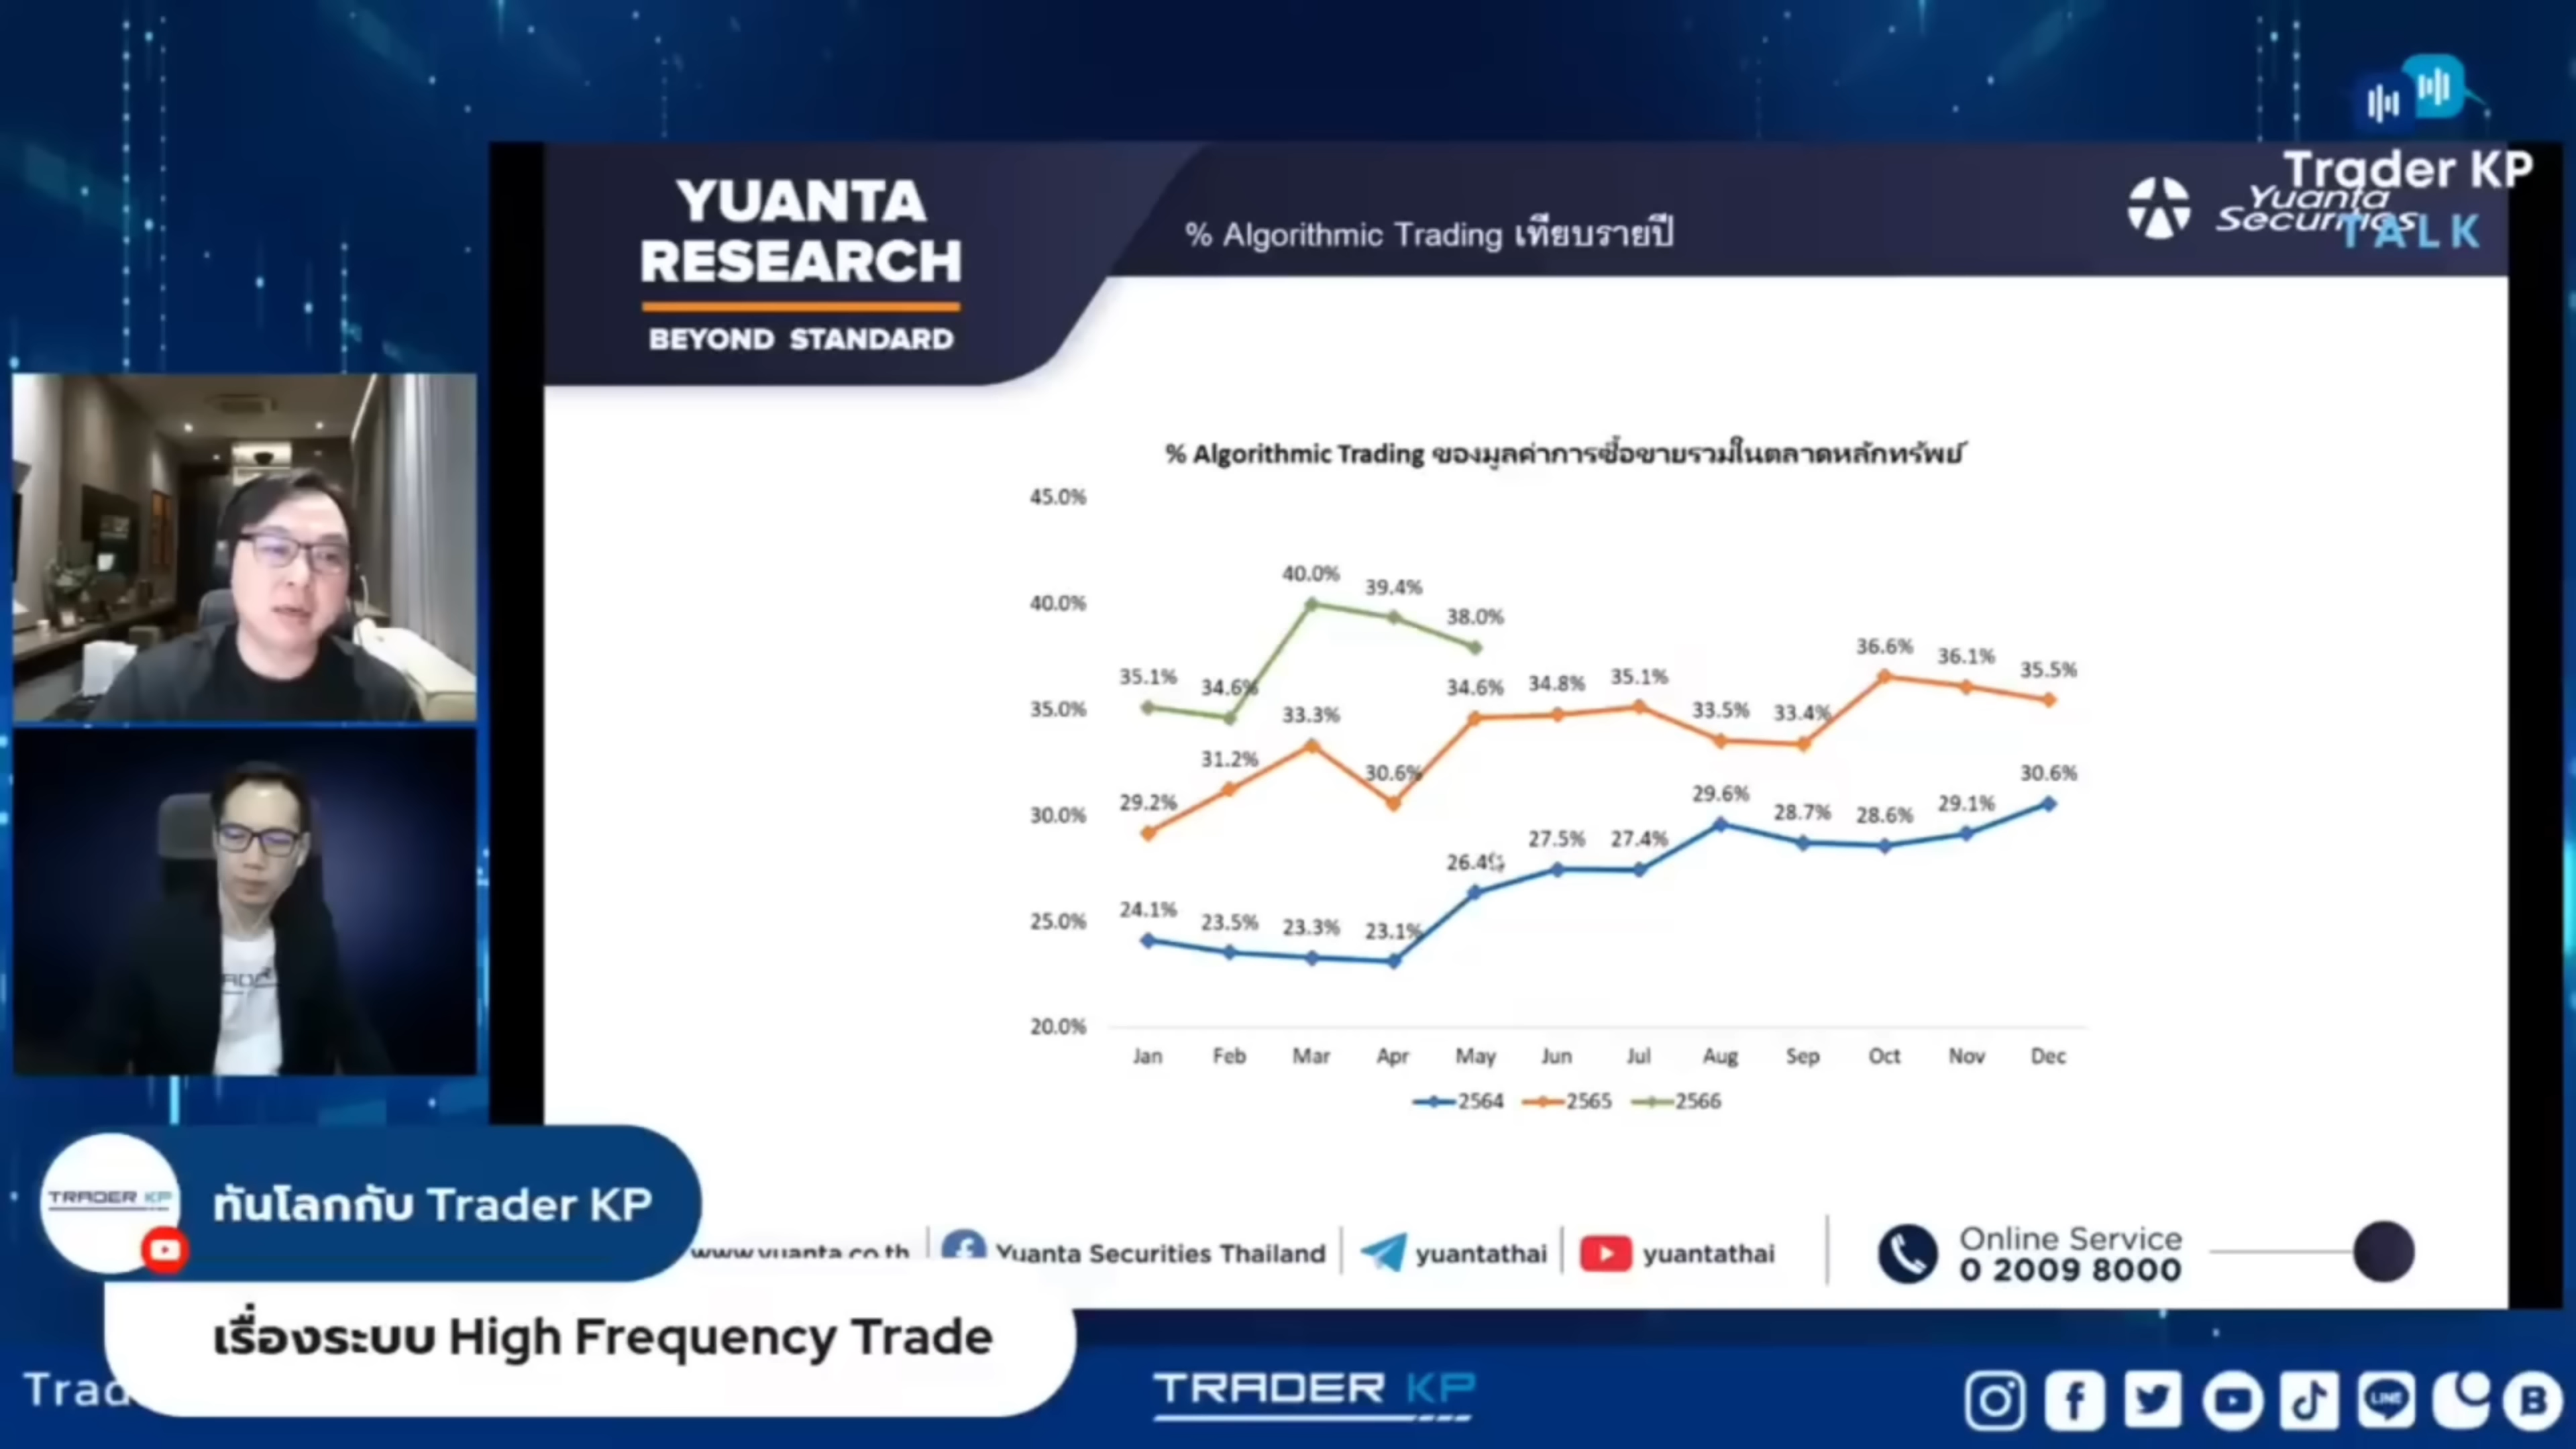 Trader KP
TALK
YUANTA
RESEARCH
BEYOND STANDARD
% Algorithmic Trading เทียบรายปี
Yuanta
Securities
% Algorithmic Trading ของมูลค่าการซื้อขายรวมในตลาดหลักทรัพย์
45.0%
40.0%
35.0%
30.0%
25.0%
20.0%
35.1% 34.6% 40.0% 39.4% 38.0%
29.2% 31.2% 33.3% 30.6% 34.6% 34.8% 35.1% 33.5% 33.4% 36.6% 36.1% 35.5%
24.1% 23.5% 23.3% 23.1% 26.4% 27.5% 27.4% 29.6% 28.7% 28.6% 29.1% 30.6%
Jan Feb Mar Apr May Jun Jul Aug Sep Oct Nov Dec
2564 2565 2566
TRADER KP
ทันโลกกับ Trader KP
www.yuanta.co.th Yuanta Securities Thailand yuantathai yuantathai
Online Service
0 2009 8000
เรื่องระบบ High Frequency Trade
Trad
TRADER KP
LINE
B